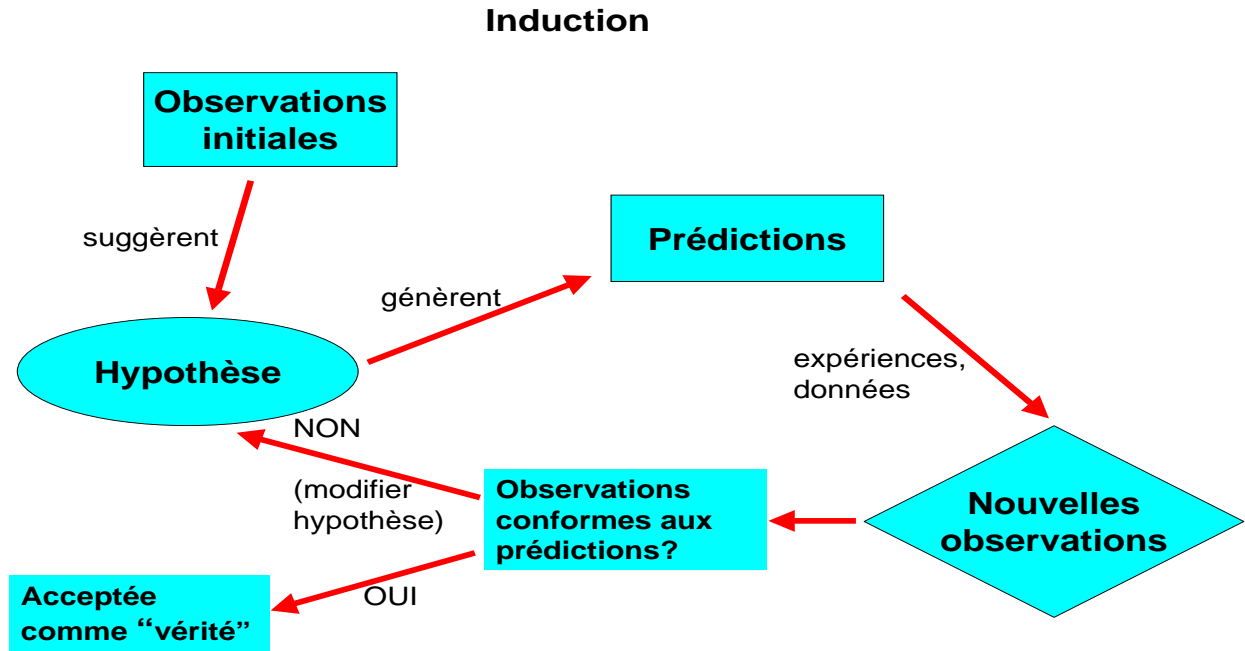 Induction
Observations
initiales
suggèrent
Hypothèse
génèrent
Prédictions
expériences,
données
Nouvelles
observations
Observations
conformes aux
prédictions?
NON
(modifier
hypothèse)
OUI
Acceptée
comme “vérité”